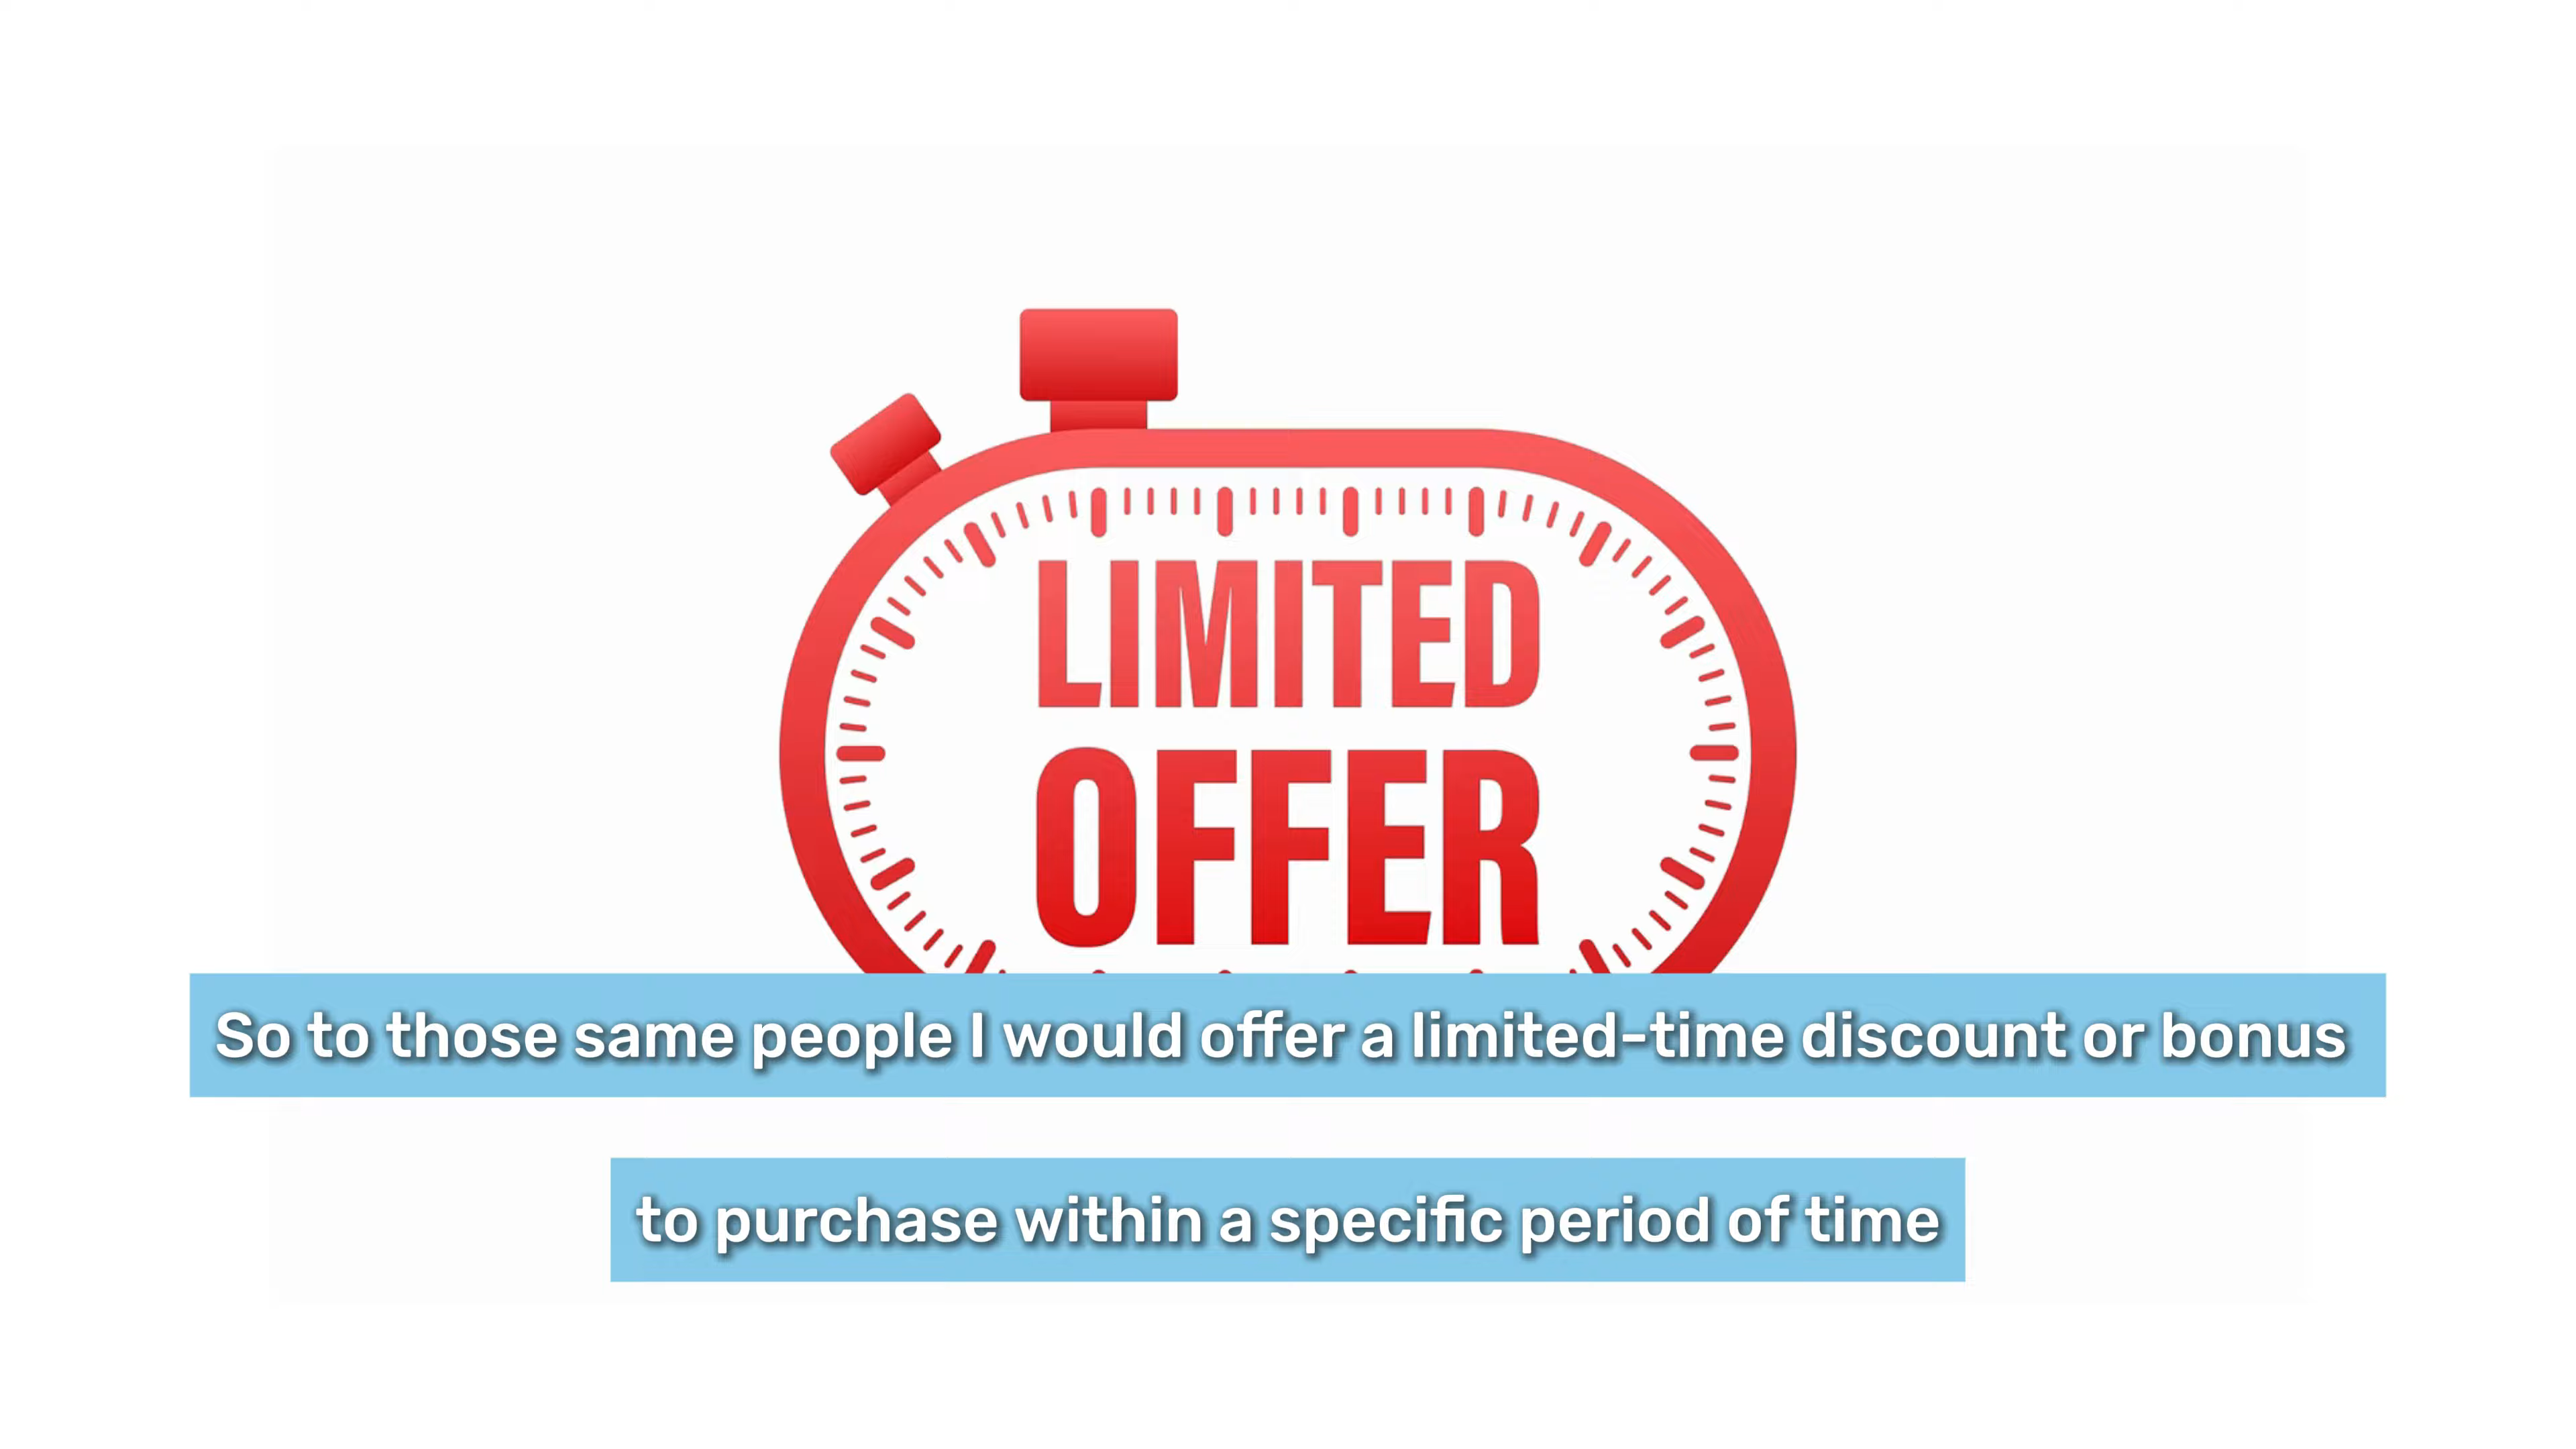 LIMITED
OFFER
So to those same people I would offer a limited-time discount or bonus
to purchase within a specific period of time